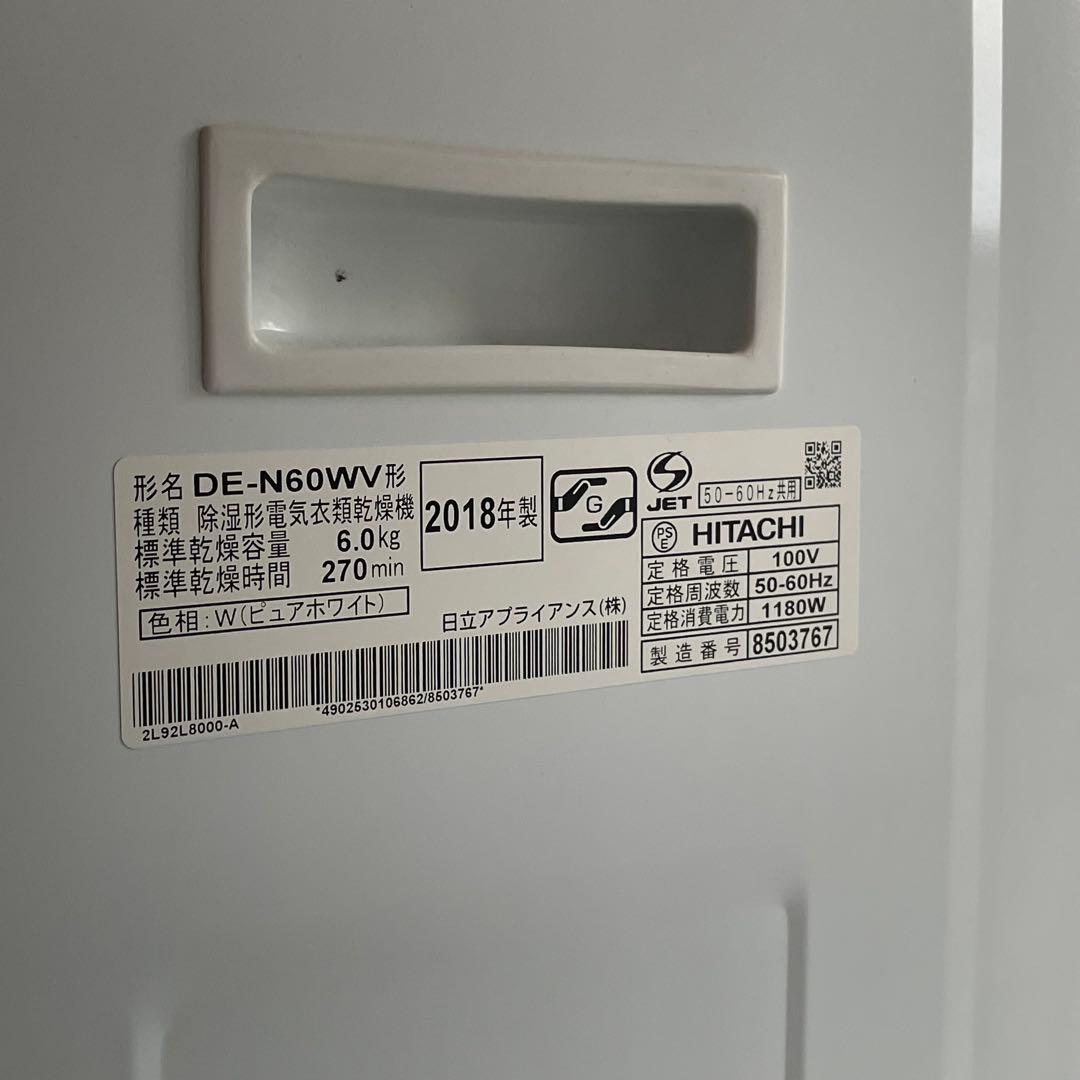 形名 DE-N60WV形
種類 除湿形電気衣類乾燥機
標準乾燥容量 6.0kg
標準乾燥時間 270min
色相:W(ピュアホワイト)
2018年製
G
JET
50-60Hz共用
日立アプライアンス(株)
PS
E
HITACHI
定格電圧 100V
定格周波数 50-60Hz
定格消費電力 1180W
製造番号 8503767
*4902530106862/8503767*
2L92L8000-A